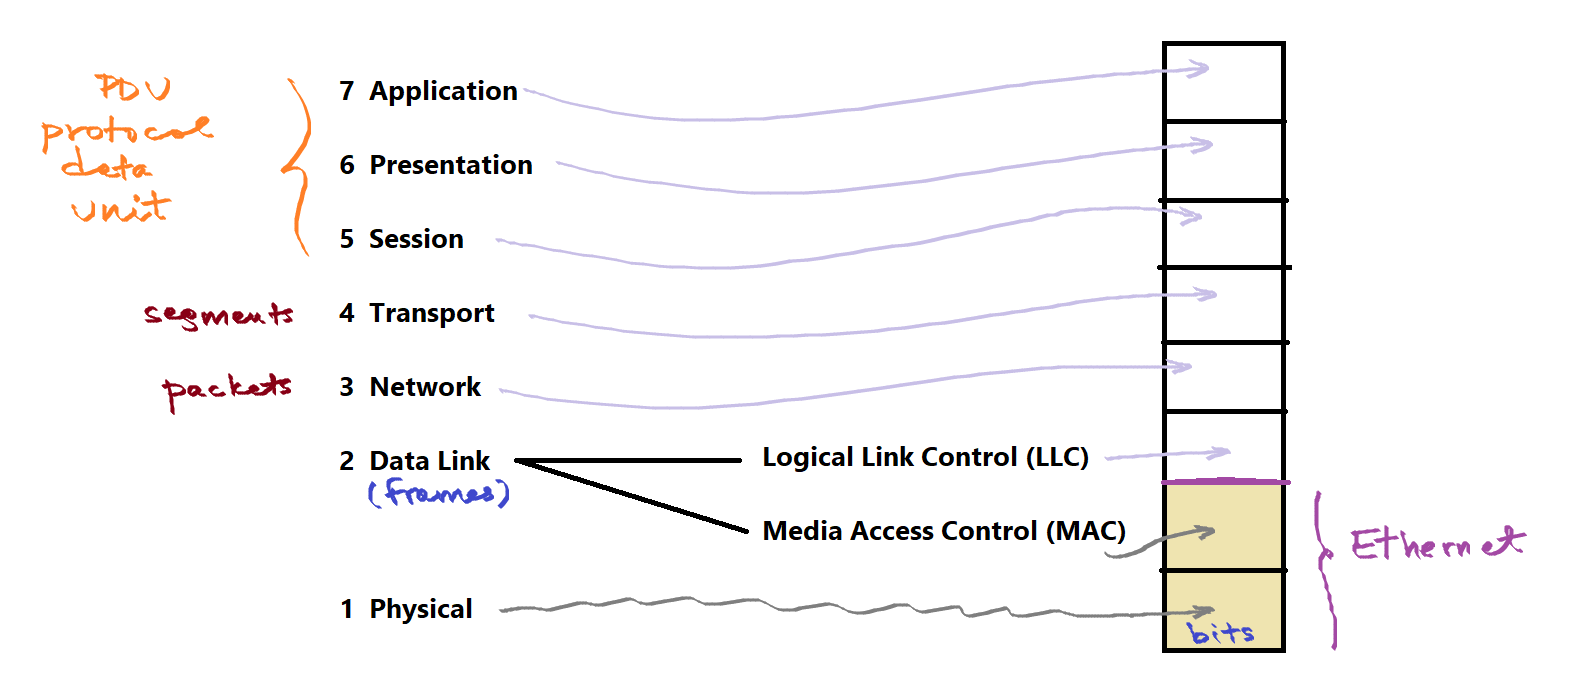 PDU
protocol
data
unit
7 Application
6 Presentation
5 Session
segments 4 Transport
packets 3 Network
2 Data Link
(frames)
Logical Link Control (LLC)
Media Access Control (MAC)
Ethernet
1 Physical
bits